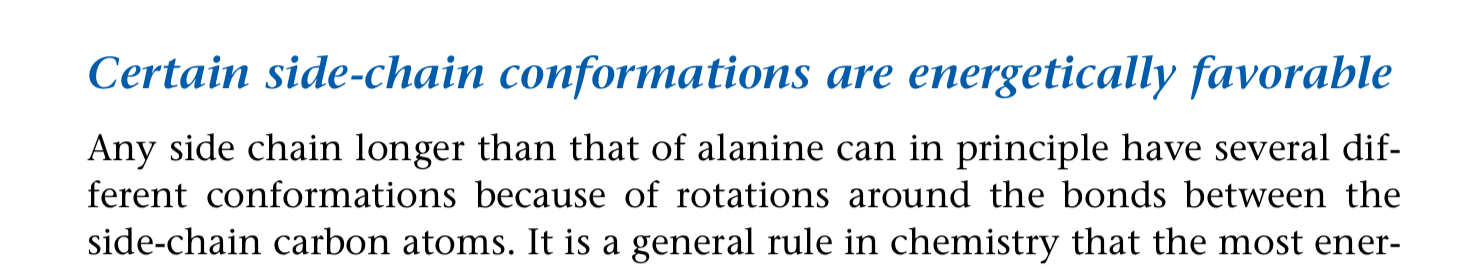 Certain side-chain conformations are energetically favorable
Any side chain longer than that of alanine can in principle have several dif-
ferent conformations because of rotations around the bonds between the
side-chain carbon atoms. It is a general rule in chemistry that the most ener-